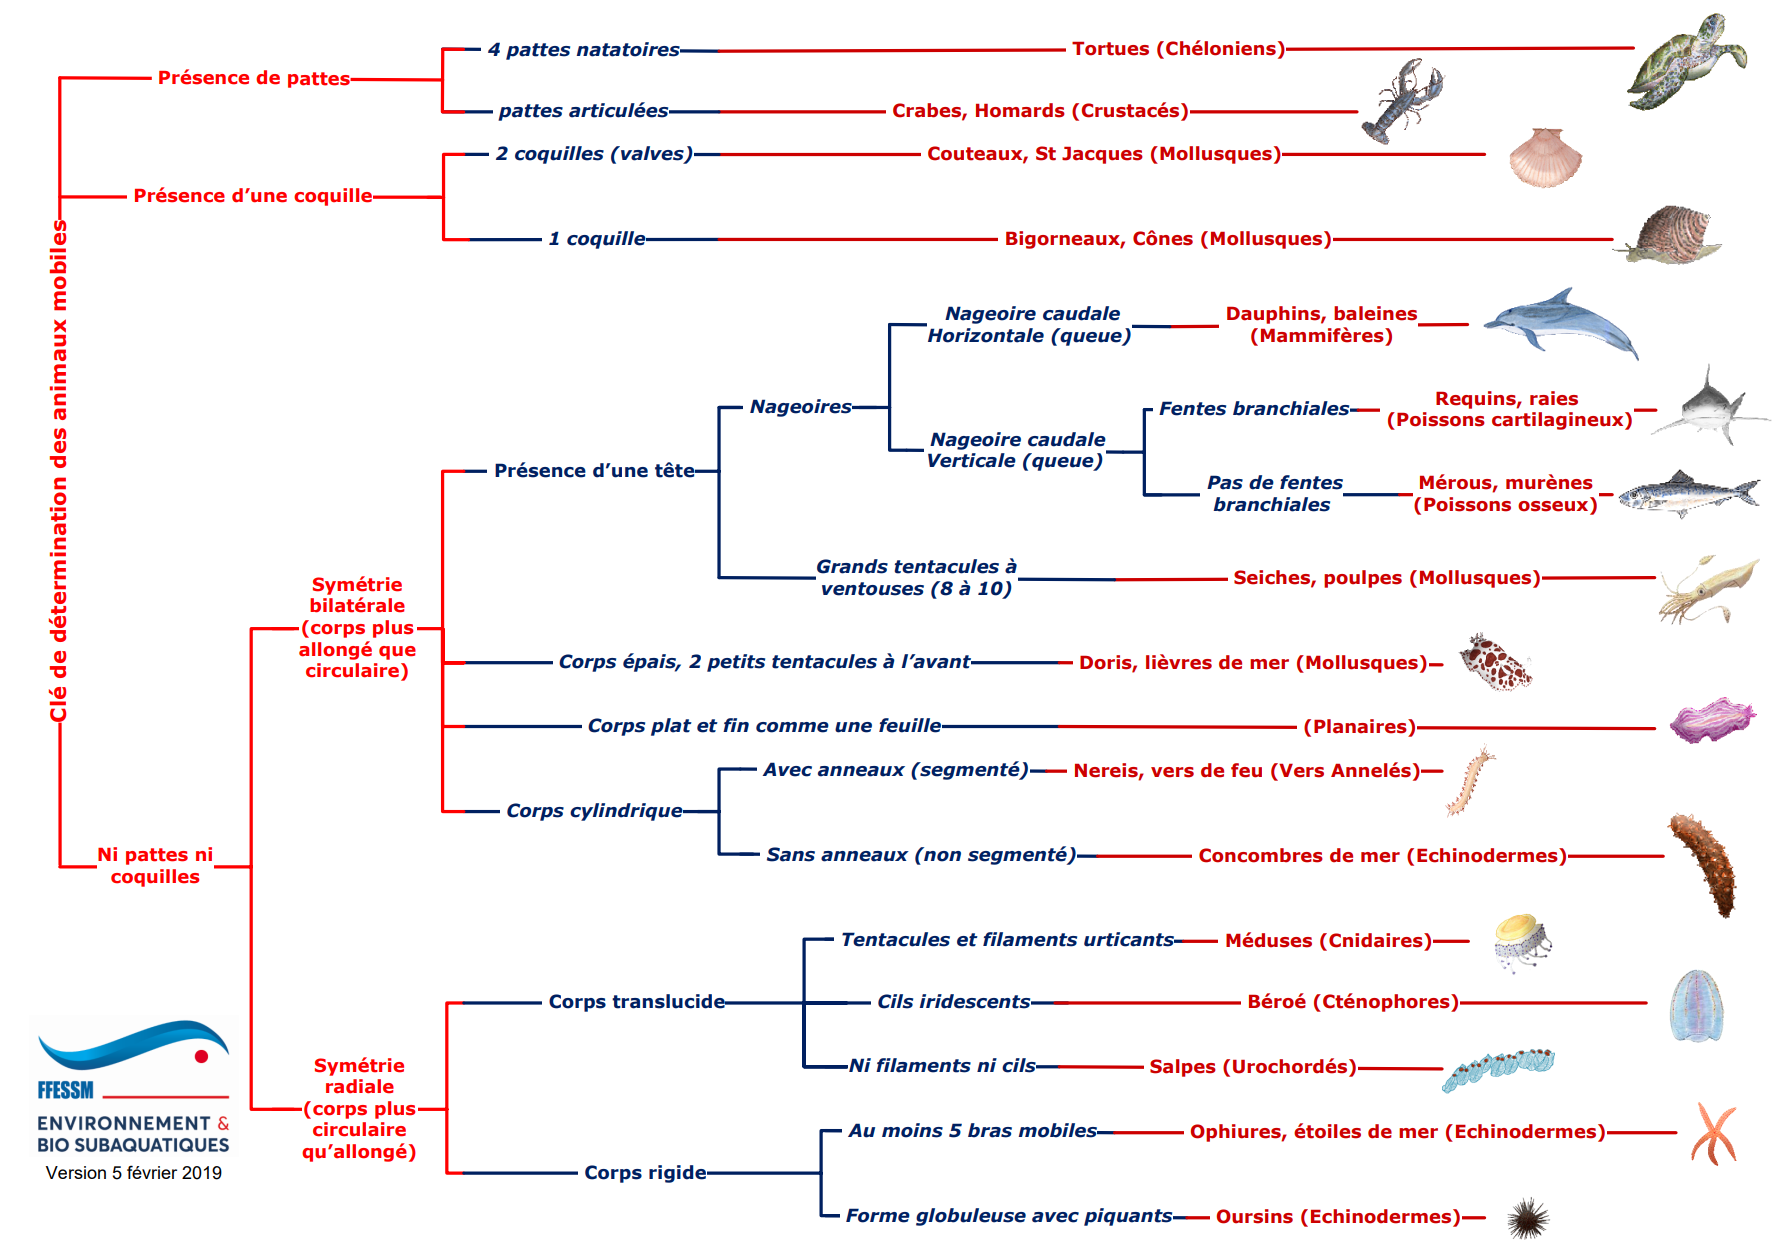 Clé de détermination des animaux mobiles
Présence de pattes
4 pattes natatoires
Tortues (Chéloniens)
pattes articulées
Crabes, Homards (Crustacés)
Présence d’une coquille
2 coquilles (valves)
Couteaux, St Jacques (Mollusques)
1 coquille
Bigorneaux, Cônes (Mollusques)
Ni pattes ni
coquilles
Symétrie
bilatérale
(corps plus
allongé que
circulaire)
Présence d’une tête
Nageoires
Nageoire caudale
Horizontale (queue)
Dauphins, baleines
(Mammifères)
Nageoire caudale
Verticale (queue)
Fentes branchiales
Requins, raies
(Poissons cartilagineux)
Pas de fentes
branchiales
Mérous, murènes
(Poissons osseux)
Grands tentacules à
ventouses (8 à 10)
Seiches, poulpes (Mollusques)
Corps épais, 2 petits tentacules à l’avant
Doris, lièvres de mer (Mollusques)
Corps plat et fin comme une feuille
(Planaires)
Corps cylindrique
Avec anneaux (segmenté)
Nereis, vers de feu (Vers Annelés)
Sans anneaux (non segmenté)
Concombres de mer (Echinodermes)
Symétrie
radiale
(corps plus
circulaire
qu’allongé)
Corps translucide
Tentacules et filaments urticants
Méduses (Cnidaires)
Cils iridescents
Béroé (Cténophores)
Ni filaments ni cils
Salpes (Urochordés)
Corps rigide
Au moins 5 bras mobiles
Ophiures, étoiles de mer (Echinodermes)
Forme globuleuse avec piquants
Oursins (Echinodermes)
FFESSM
ENVIRONNEMENT &
BIO SUBAQUATIQUES
Version 5 février 2019